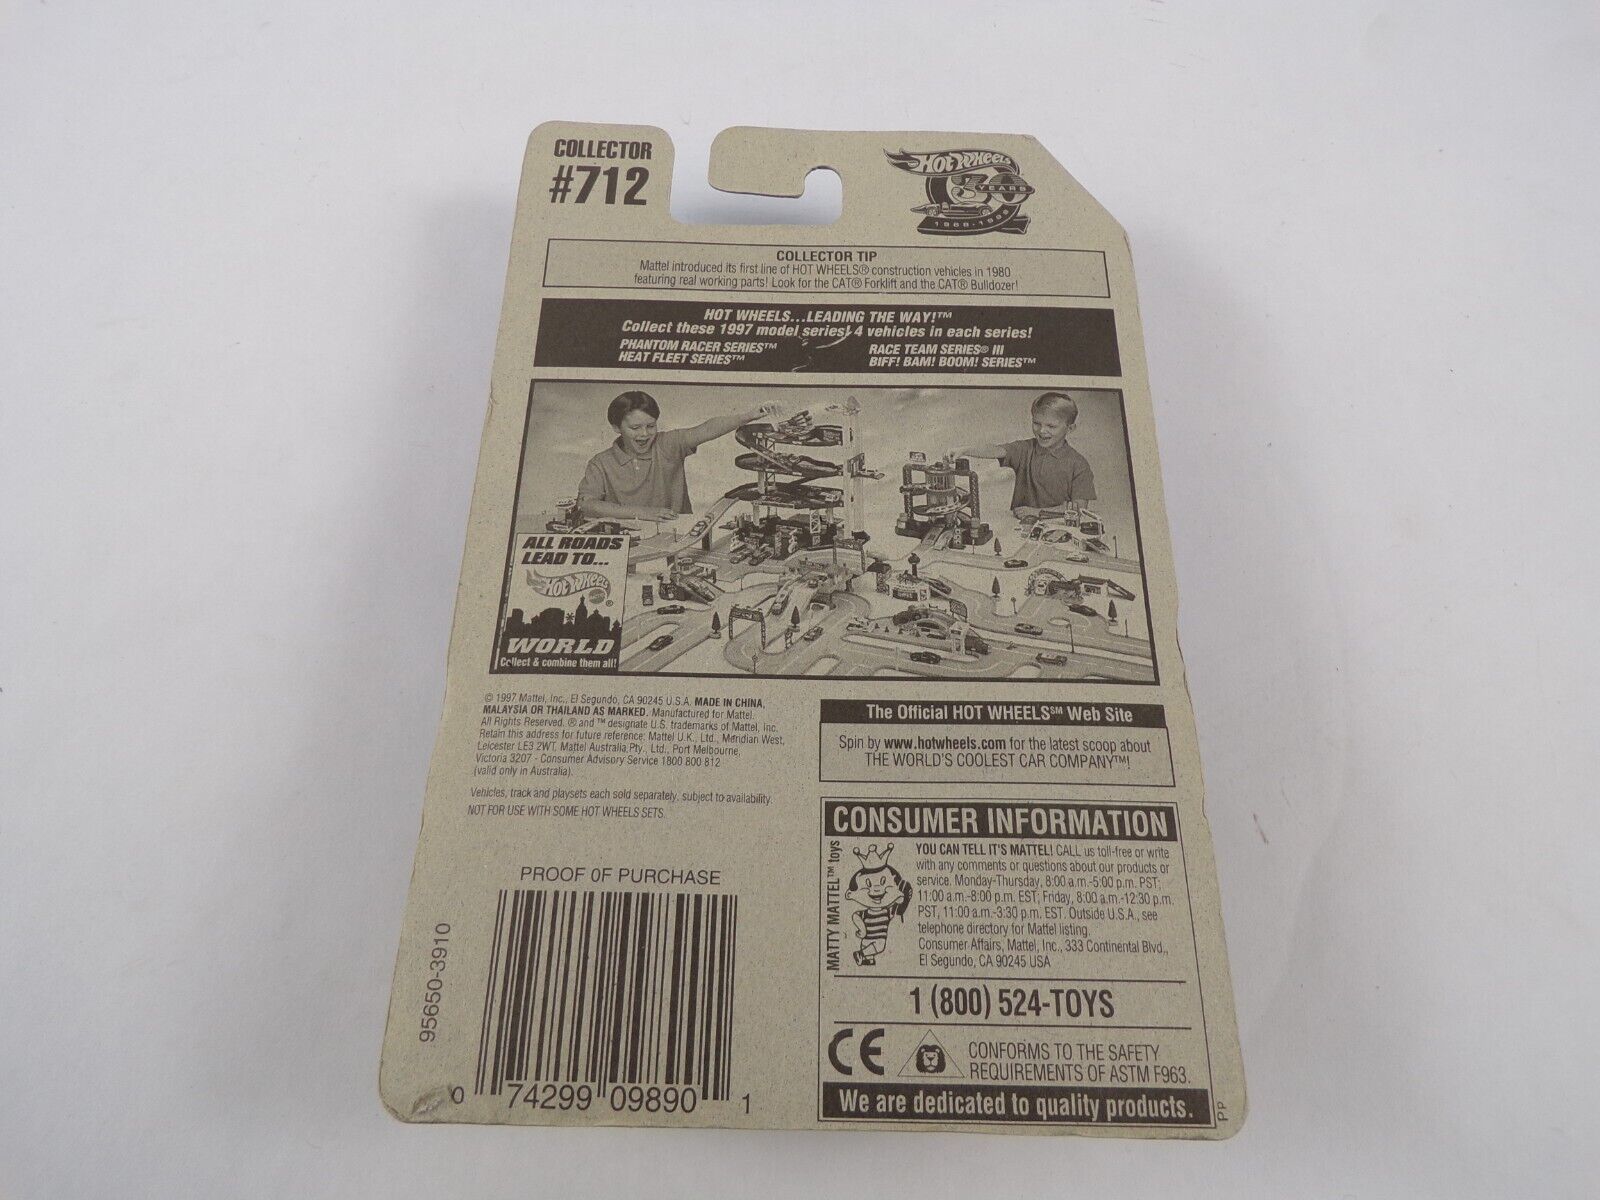 COLLECTOR
#712
HOT WHEELS
30
YEARS
1968-1998
COLLECTOR TIP
Mattel introduced its first line of HOT WHEELS® construction vehicles in 1980
featuring real working parts! Look for the CAT® Forklift and the CAT® Bulldozer!
HOT WHEELS...LEADING THE WAY!™
Collect these 1997 model series! 4 vehicles in each series!
PHANTOM RACER SERIES™
HEAT FLEET SERIES™
RACE TEAM SERIES® III
BIFF! BAM! BOOM! SERIES™
ALL ROADS
LEAD TO...
HOT WHEELS
WORLD
Collect & combine them all!
© 1997 Mattel, Inc., El Segundo, CA 90245 U.S.A. MADE IN CHINA,
MALAYSIA OR THAILAND AS MARKED. Manufactured for Mattel.
All Rights Reserved. ® and ™ designate U.S. trademarks of Mattel, Inc.
Retain this address for future reference: Mattel U.K., Ltd., Meridian West,
Leicester LE3 2WT. Mattel Australia Pty., Ltd., Port Melbourne,
Victoria 3207 - Consumer Advisory Service 1800 800 812
(valid only in Australia).
Vehicles, track and playsets each sold separately, subject to availability.
NOT FOR USE WITH SOME HOT WHEELS SETS.
The Official HOT WHEELS℠ Web Site
Spin by www.hotwheels.com for the latest scoop about
THE WORLD'S COOLEST CAR COMPANY™!
CONSUMER INFORMATION
MATTY MATTEL™ toys
YOU CAN TELL IT'S MATTEL! CALL us toll-free or write
with any comments or questions about our products or
service. Monday-Thursday, 8:00 a.m.-5:00 p.m. PST;
11:00 a.m.-8:00 p.m. EST; Friday, 8:00 a.m.-12:30 p.m.
PST, 11:00 a.m.-3:30 p.m. EST. Outside U.S.A., see
telephone directory for Mattel listing.
Consumer Affairs, Mattel, Inc., 333 Continental Blvd.,
El Segundo, CA 90245 USA
1 (800) 524-TOYS
CE
CONFORMS TO THE SAFETY
REQUIREMENTS OF ASTM F963.
We are dedicated to quality products.
PP
PROOF OF PURCHASE
95650-3910
0 74299 09890 1